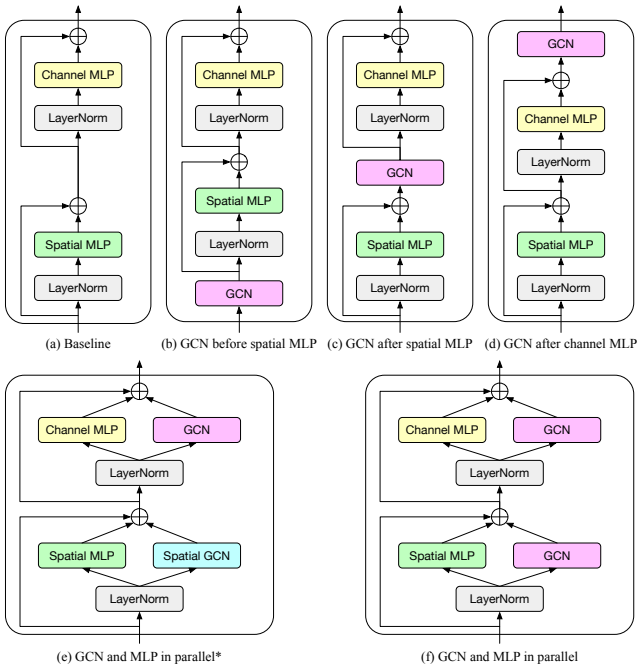 Channel MLP
LayerNorm
Spatial MLP
LayerNorm
(a) Baseline
Channel MLP
LayerNorm
Spatial MLP
LayerNorm
GCN
(b) GCN before spatial MLP
Channel MLP
LayerNorm
GCN
Spatial MLP
LayerNorm
(c) GCN after spatial MLP
GCN
Channel MLP
LayerNorm
Spatial MLP
LayerNorm
(d) GCN after channel MLP
Channel MLP GCN
LayerNorm
Spatial MLP Spatial GCN
LayerNorm
(e) GCN and MLP in parallel*
Channel MLP GCN
LayerNorm
Spatial MLP GCN
LayerNorm
(f) GCN and MLP in parallel